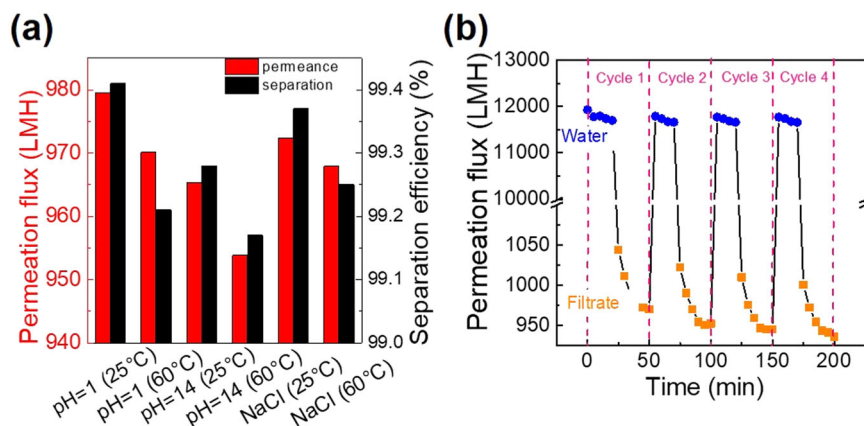 (a)
permeance
separation
Permeation flux (LMH)
980
970
960
950
940
Separation efficiency (%)
99.4
99.3
99.2
99.1
99.0
pH=1 (25°C)
pH=1 (60°C)
pH=14 (25°C)
pH=14 (60°C)
NaCl (25°C)
NaCl (60°C)
(b)
Permeation flux (LMH)
13000
12000
11000
10000
1050
1000
950
Cycle 1
Cycle 2
Cycle 3
Cycle 4
Water
Filtrate
0
50
100
150
200
Time (min)